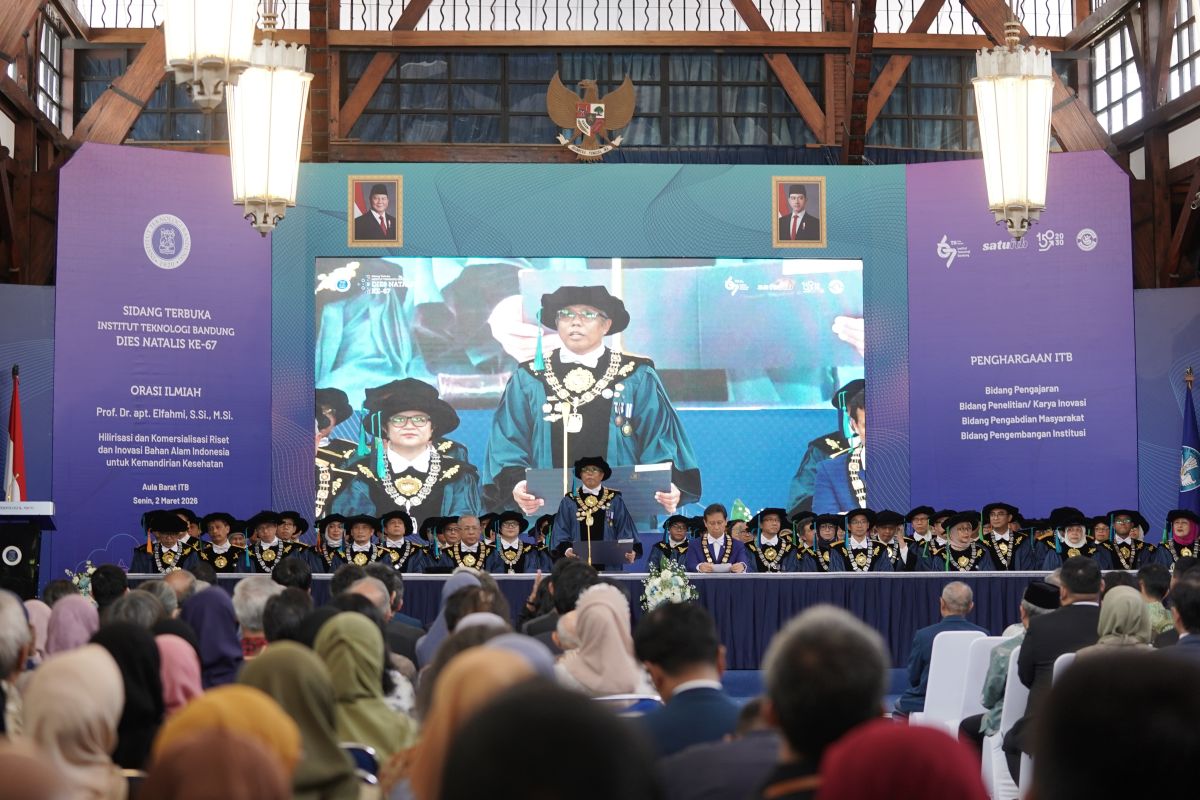 SIDANG TERBUKA
INSTITUT TEKNOLOGI BANDUNG
DIES NATALIS KE-67
ORASI ILMIAH
Prof. Dr. apt. Elfahmi, S.Si., M.Si.
Hilirisasi dan Komersialisasi Riset
dan Inovasi Bahan Alam Indonesia
untuk Kemandirian Kesehatan
Aula Barat ITB
Senin, 2 Maret 2026
DIES NATALIS
KE-67
satu
2030
PENGHARGAAN ITB
Bidang Pengajaran
Bidang Penelitian/ Karya Inovasi
Bidang Pengabdian Masyarakat
Bidang Pengembangan Institusi